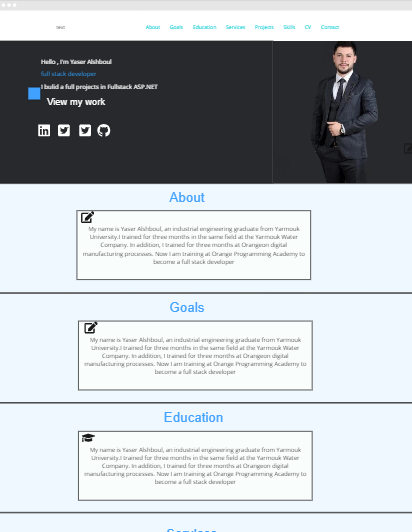 text
About Goals Education Services Projects Skills CV Contact
Hello , I'm Yaser Alshboul
full stack developer
I build a full projects in Fullstack ASP.NET
View my work
About
My name is Yaser Alshboul, an industrial engineering graduate from Yarmouk
University.I trained for three months in the same field at the Yarmouk Water
Company. In addition, I trained for three months at Orangeon digital
manufacturing processes. Now I am training at Orange Programming Academy to
become a full stack developer
Goals
My name is Yaser Alshboul, an industrial engineering graduate from Yarmouk
University.I trained for three months in the same field at the Yarmouk Water
Company. In addition, I trained for three months at Orangeon digital
manufacturing processes. Now I am training at Orange Programming Academy to
become a full stack developer
Education
My name is Yaser Alshboul, an industrial engineering graduate from Yarmouk
University.I trained for three months in the same field at the Yarmouk Water
Company. In addition, I trained for three months at Orangeon digital
manufacturing processes. Now I am training at Orange Programming Academy to
become a full stack developer
Services